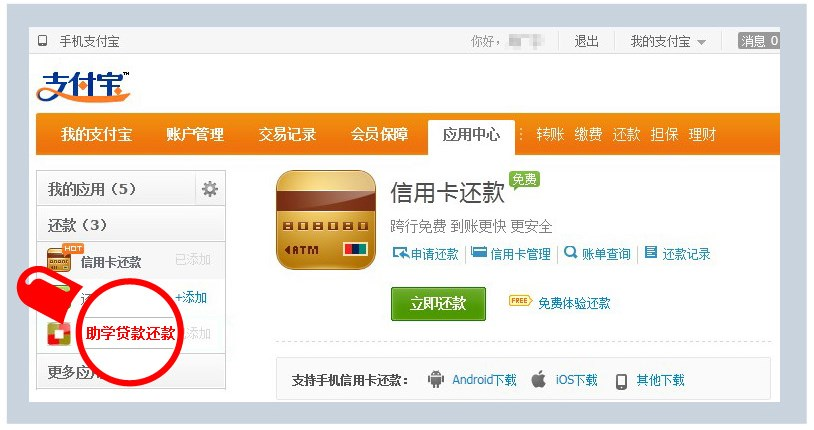 手机支付宝
你好，
退出
我的支付宝
消息 0
支付宝™
我的支付宝 账户管理 交易记录 会员保障 应用中心 转账 缴费 还款 担保 理财
我的应用（5）
还款（3）
HOT
信用卡还款 已添加
+添加
助学贷款还款 已添加
更多应
免费
信用卡还款
808080
ATM
跨行免费 到账更快 更安全
申请还款 信用卡管理 账单查询 还款记录
立即还款 FREE 免费体验还款
支持手机信用卡还款： Android下载 iOS下载 其他下载